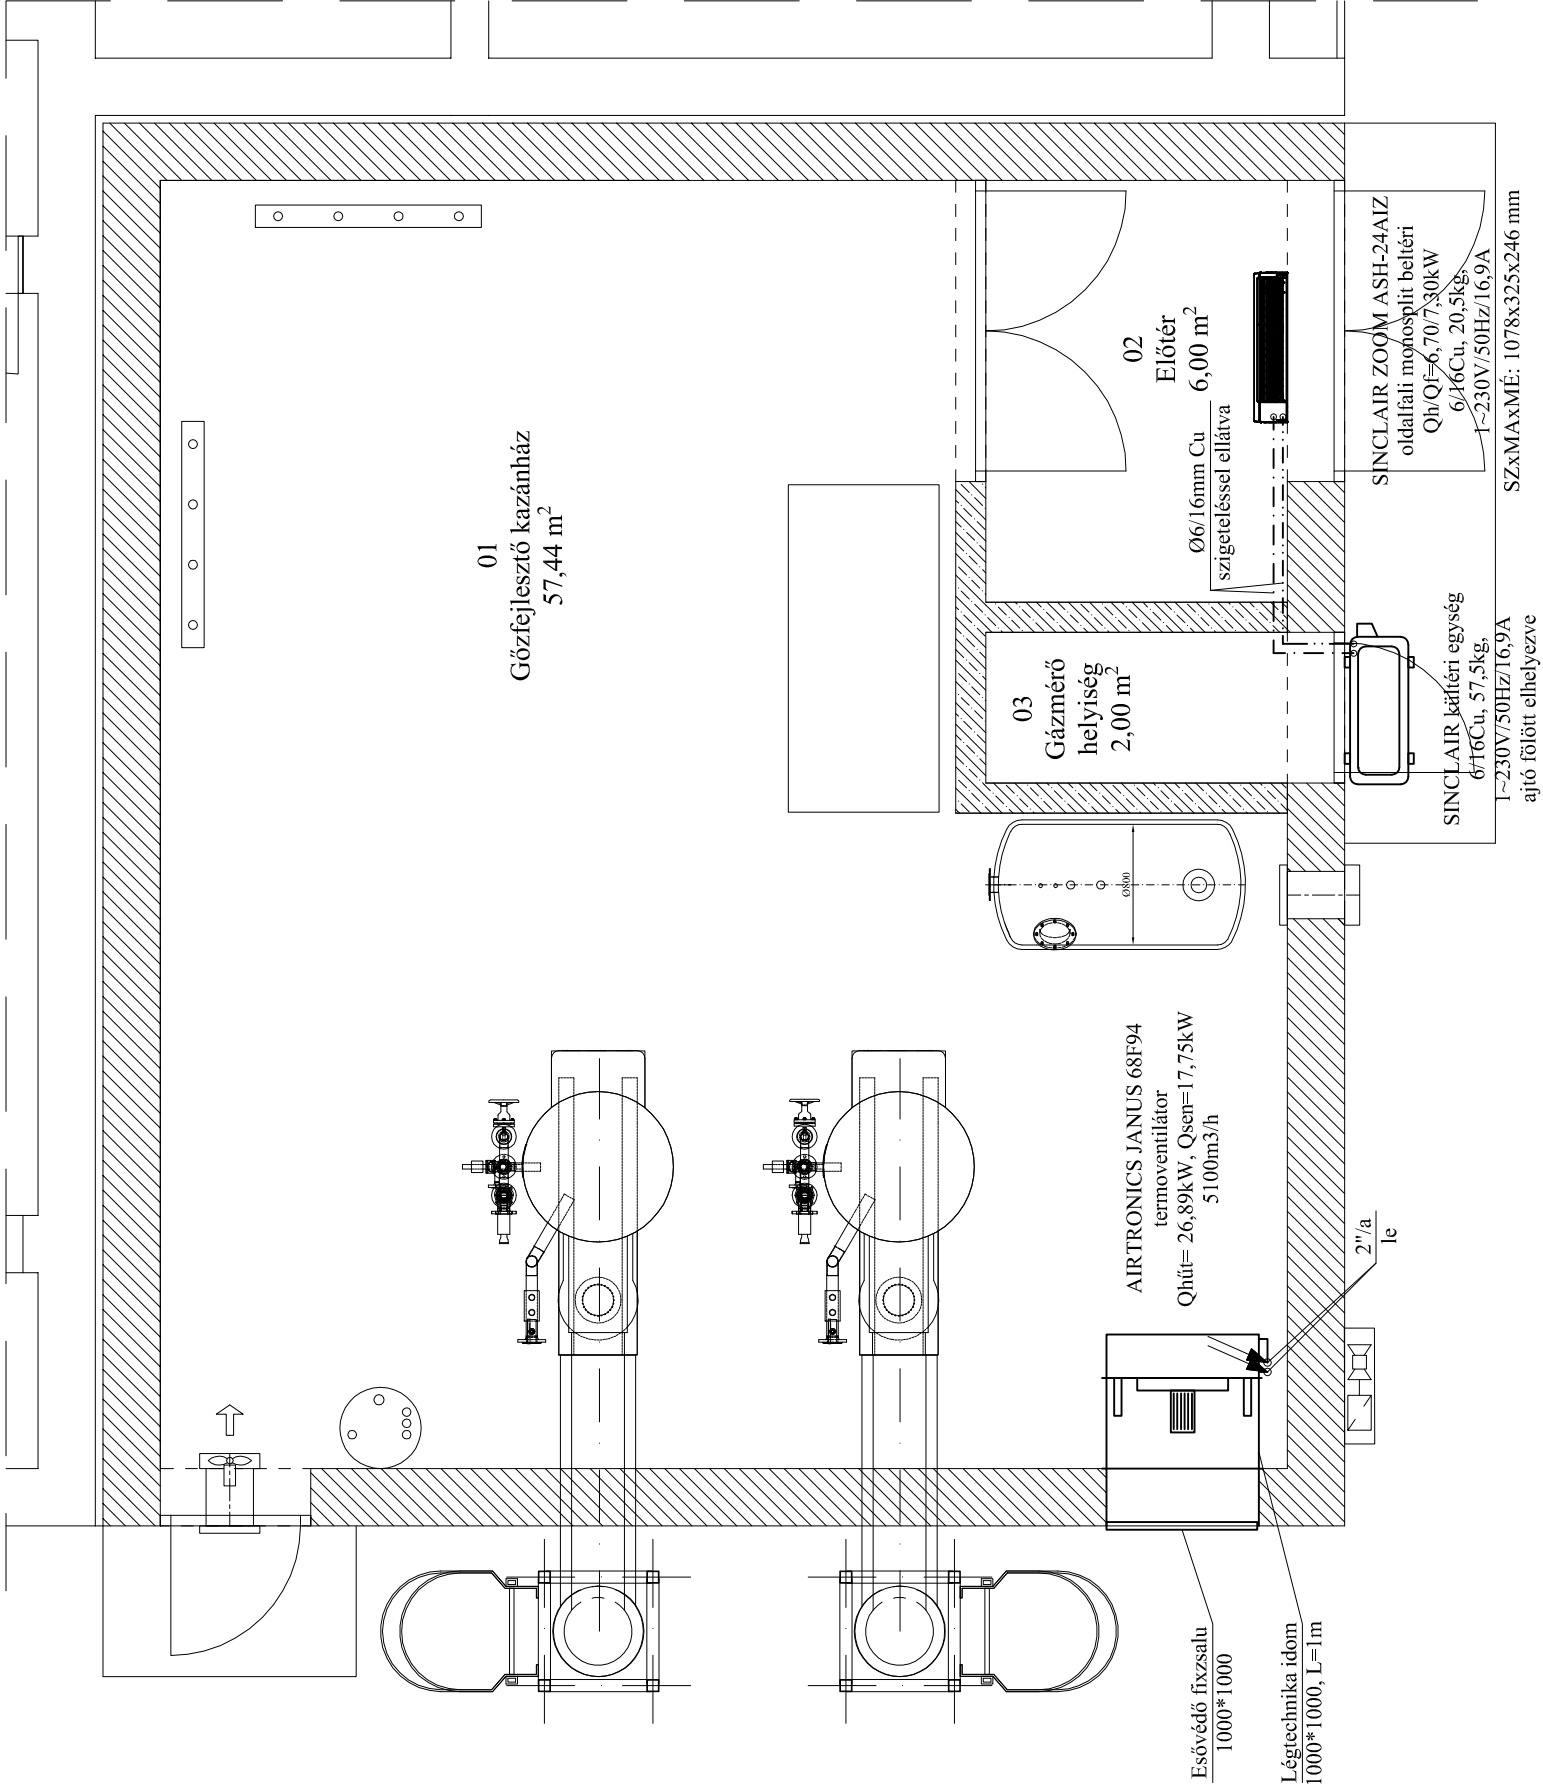 01
Gőzfejlesztő kazánház
57,44 m²
02
Előtér
6,00 m²
Ø6/16mm Cu
szigeteléssel ellátva
03
Gázmérő
helyiség
2,00 m²
SINCLAIR ZOOM ASH-24AIZ
oldalfali monosplit beltéri
Qh/Qf=6,70/7,30kW
6/16Cu, 20,5kg,
1~230V/50Hz/16,9A
SZxMAxMÉ: 1078x325x246 mm
SINCLAIR kültéri egység
6/16Cu, 57,5kg,
1~230V/50Hz/16,9A
ajtó fölött elhelyezve
Ø800
AIRTRONICS JANUS 68F94
termoventilátor
Qhűt= 26,89kW, Qsen=17,75kW
5100m3/h
2"/a
le
Esővédő fixzsalu
1000*1000
Légtechnika idom
1000*1000, L=1m